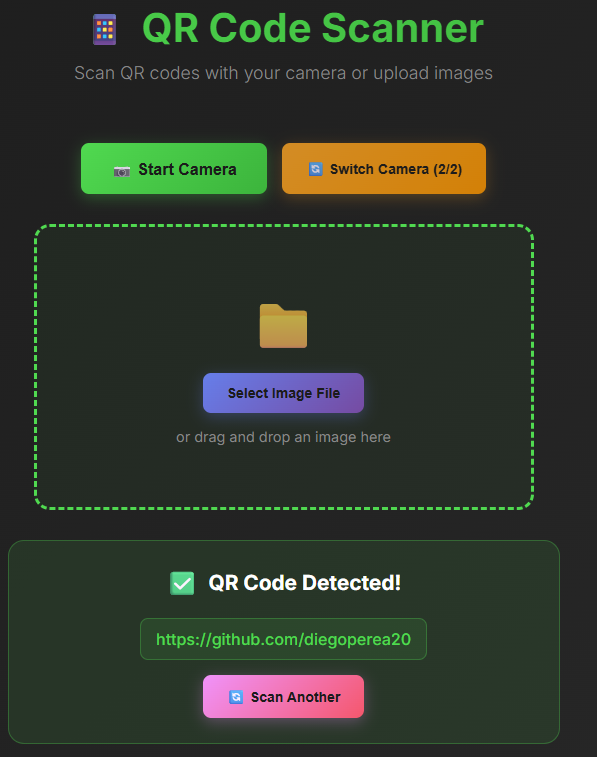 QR Code Scanner
Scan QR codes with your camera or upload images
Start Camera
Switch Camera (2/2)
Select Image File
or drag and drop an image here
QR Code Detected!
https://github.com/diegoperea20
Scan Another